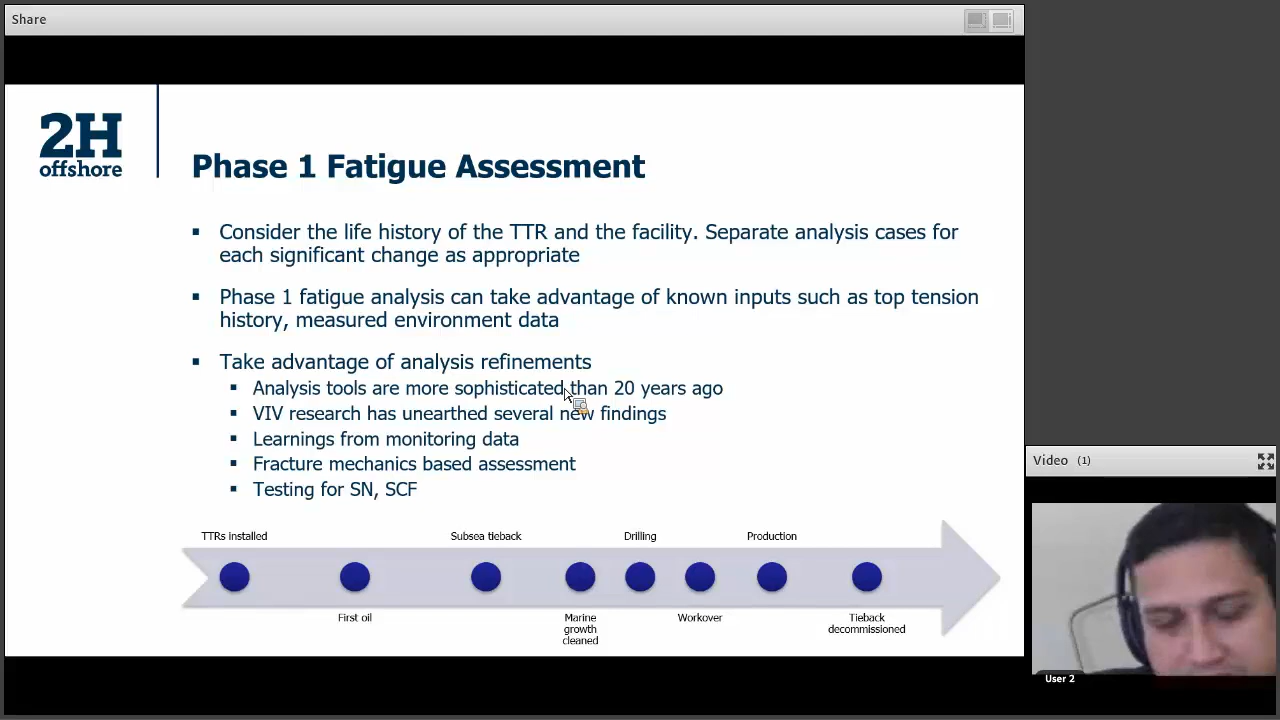 Share
2H
offshore
Phase 1 Fatigue Assessment
Consider the life history of the TTR and the facility. Separate analysis cases for
each significant change as appropriate
Phase 1 fatigue analysis can take advantage of known inputs such as top tension
history, measured environment data
Take advantage of analysis refinements
Analysis tools are more sophisticated than 20 years ago
VIV research has unearthed several new findings
Learnings from monitoring data
Fracture mechanics based assessment
Testing for SN, SCF
TTRs installed
Subsea tieback
Drilling
Production
First oil
Marine
growth
cleaned
Workover
Tieback
decommissioned
Video (1)
User 2